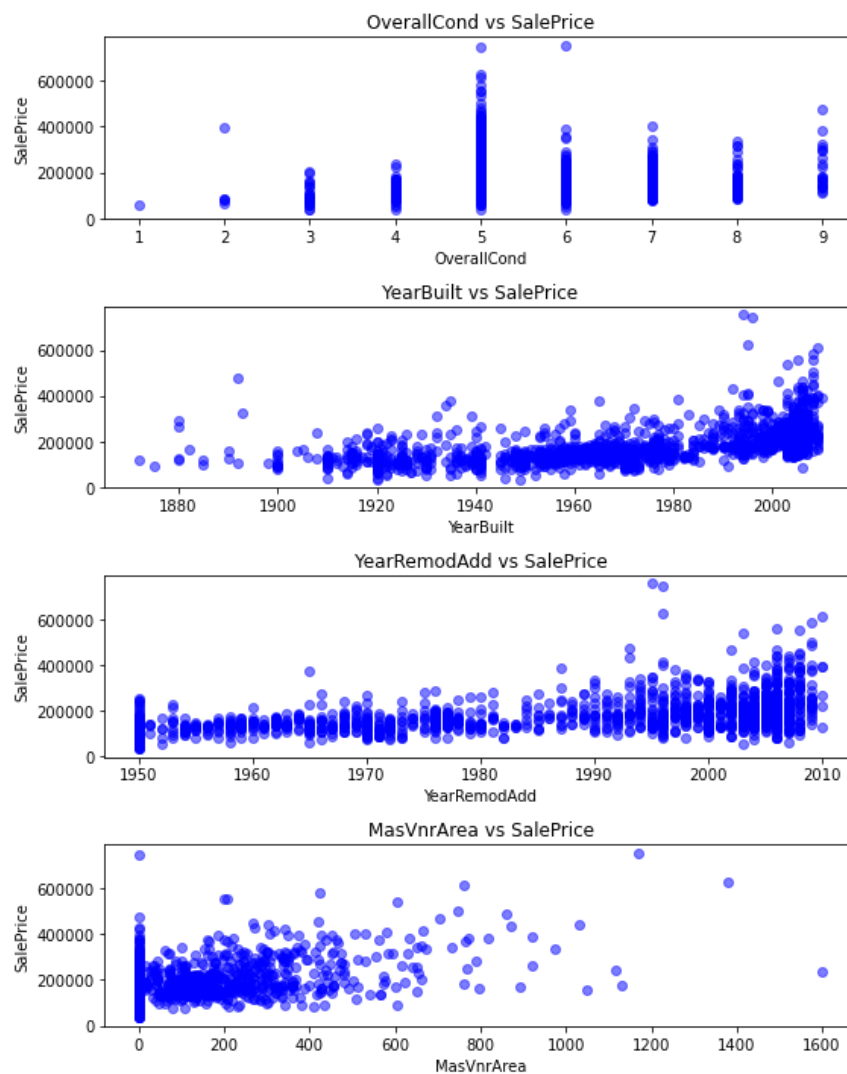 OverallCond vs SalePrice
600000
400000
200000
0
SalePrice
1 2 3 4 5 6 7 8 9
OverallCond
YearBuilt vs SalePrice
600000
400000
200000
0
SalePrice
1880 1900 1920 1940 1960 1980 2000
YearBuilt
YearRemodAdd vs SalePrice
600000
400000
200000
0
SalePrice
1950 1960 1970 1980 1990 2000 2010
YearRemodAdd
MasVnrArea vs SalePrice
600000
400000
200000
0
SalePrice
0 200 400 600 800 1000 1200 1400 1600
MasVnrArea